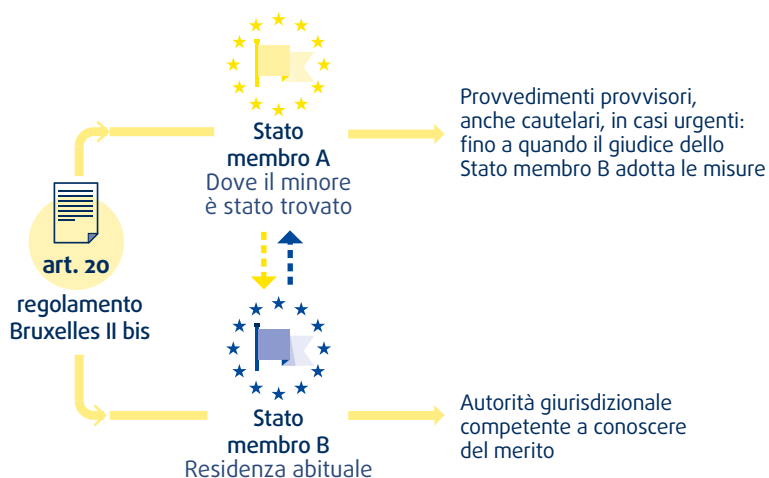 Stato
membro A
Dove il minore
è stato trovato
Provvedimenti provvisori,
anche cautelari, in casi urgenti:
fino a quando il giudice dello
Stato membro B adotta le misure
art. 20
regolamento
Bruxelles II bis
Stato
membro B
Residenza abituale
Autorità giurisdizionale
competente a conoscere
del merito